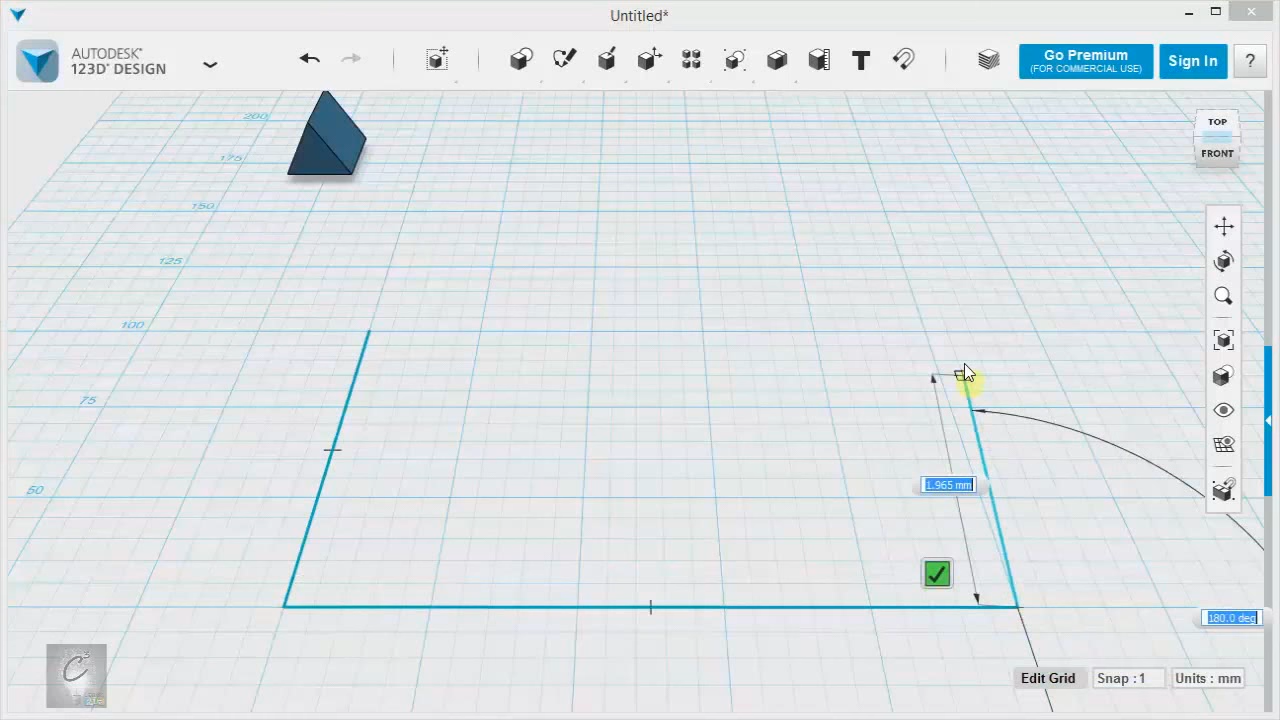 Untitled*
AUTODESK®
123D® DESIGN
Go Premium
(FOR COMMERCIAL USE)
Sign In
?
TOP
FRONT
200
175
150
125
100
75
50
1.965 mm
180.0 deg
Edit Grid
Snap : 1
Units : mm